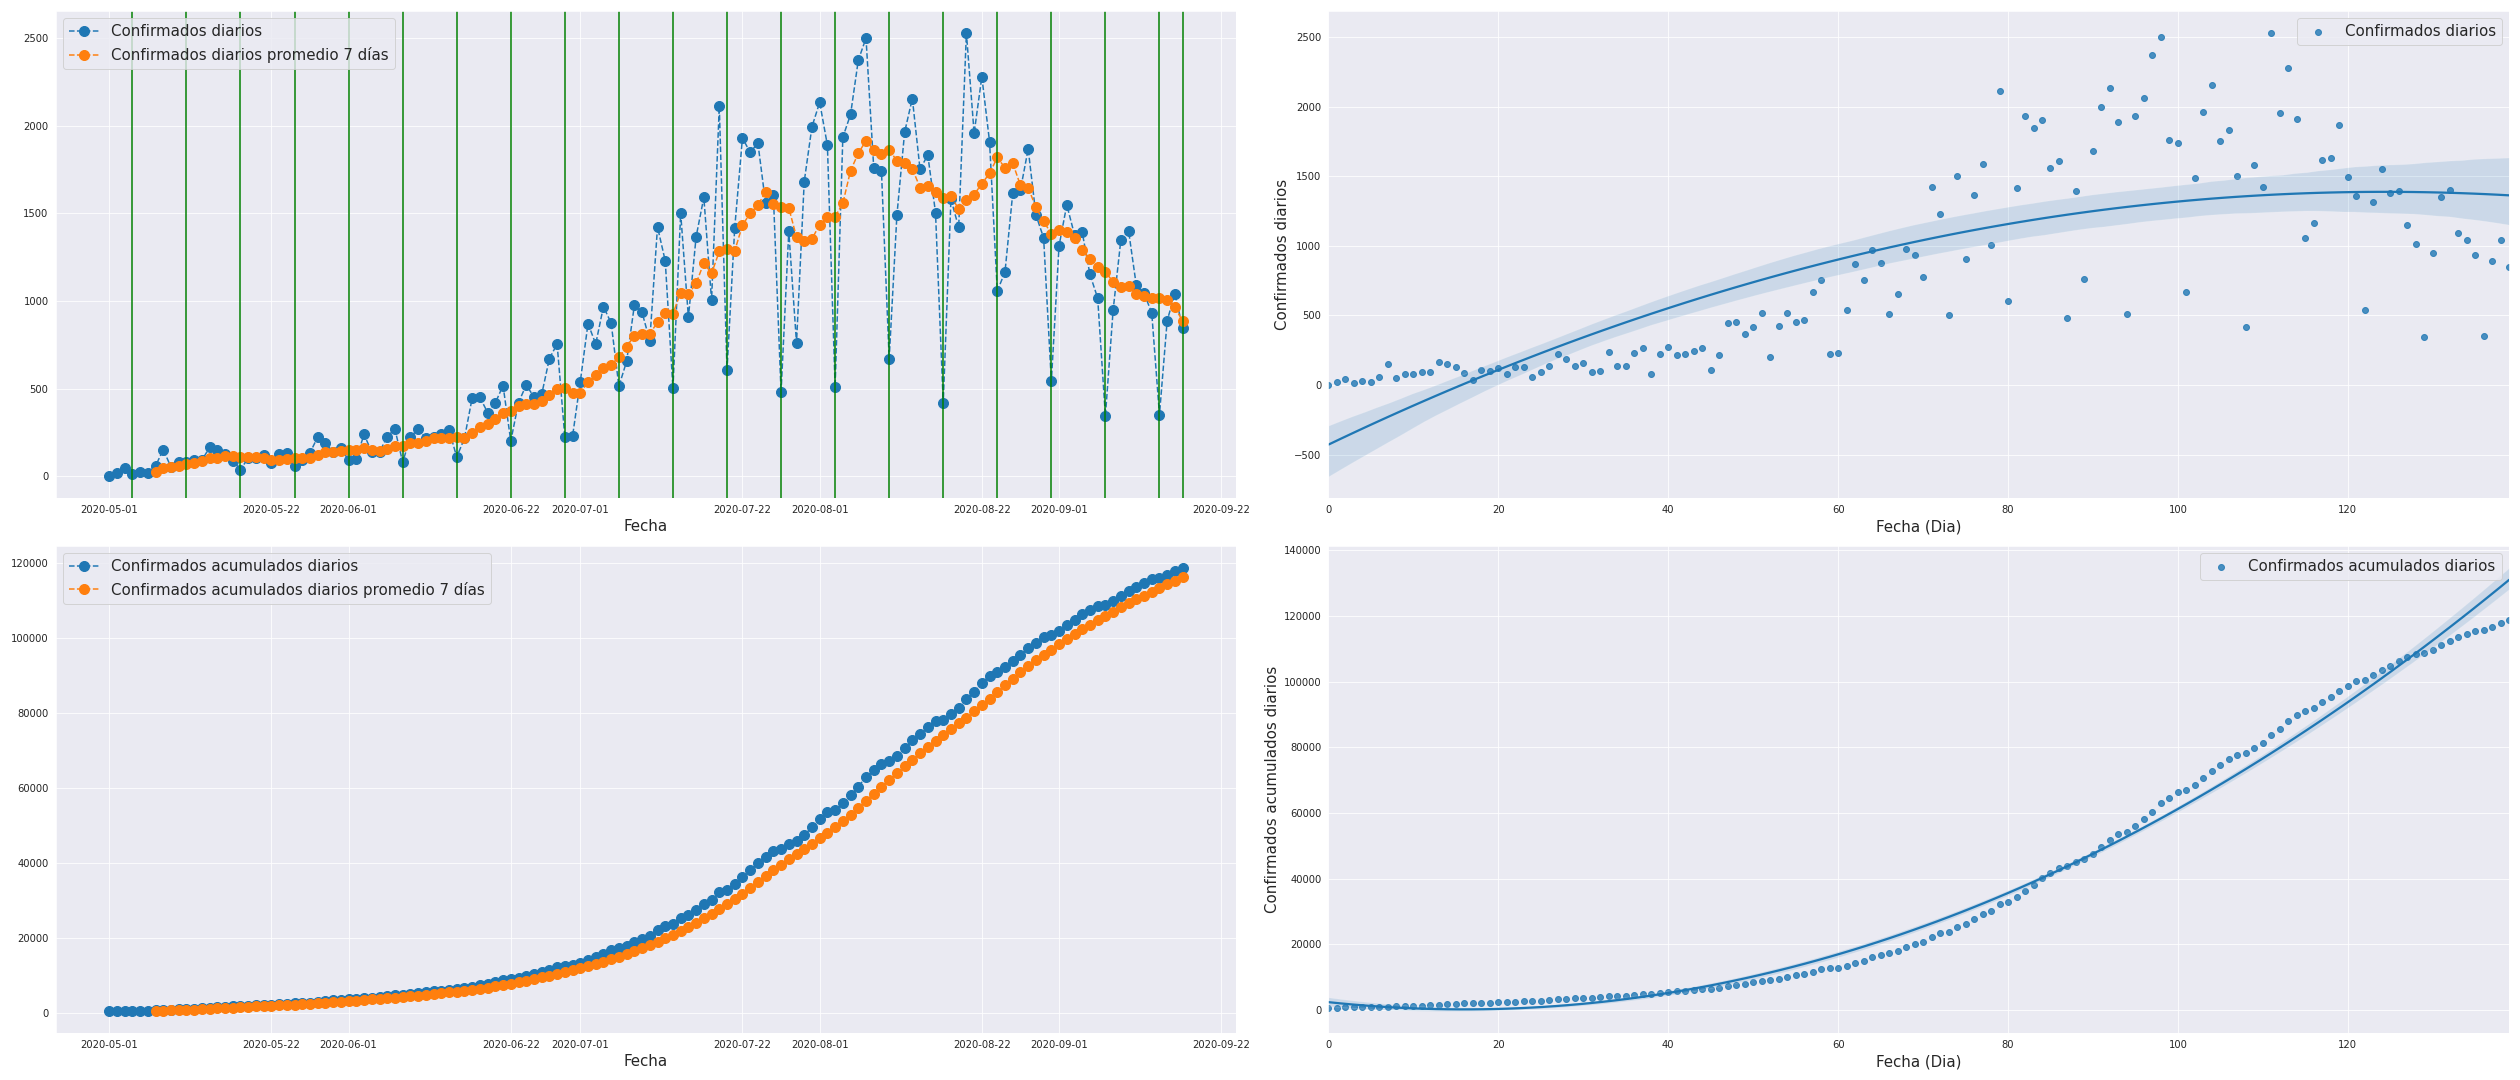 Confirmados diarios
Confirmados diarios promedio 7 días
2500
2000
1500
1000
500
0
2020-05-01 2020-05-22 2020-06-01 2020-06-22 2020-07-01 2020-07-22 2020-08-01 2020-08-22 2020-09-01 2020-09-22
Fecha
Confirmados diarios
Confirmados diarios
2500
2000
1500
1000
500
0
−500
0 20 40 60 80 100 120
Fecha (Dia)
Confirmados acumulados diarios
Confirmados acumulados diarios promedio 7 días
120000
100000
80000
60000
40000
20000
0
2020-05-01 2020-05-22 2020-06-01 2020-06-22 2020-07-01 2020-07-22 2020-08-01 2020-08-22 2020-09-01 2020-09-22
Fecha
Confirmados acumulados diarios
Confirmados acumulados diarios
140000
120000
100000
80000
60000
40000
20000
0
0 20 40 60 80 100 120
Fecha (Dia)